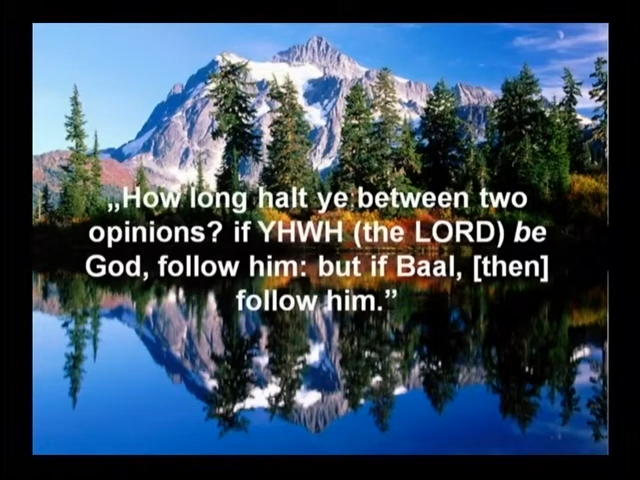 „How long halt ye between two
opinions? if YHWH (the LORD) be
God, follow him: but if Baal, [then]
follow him.”